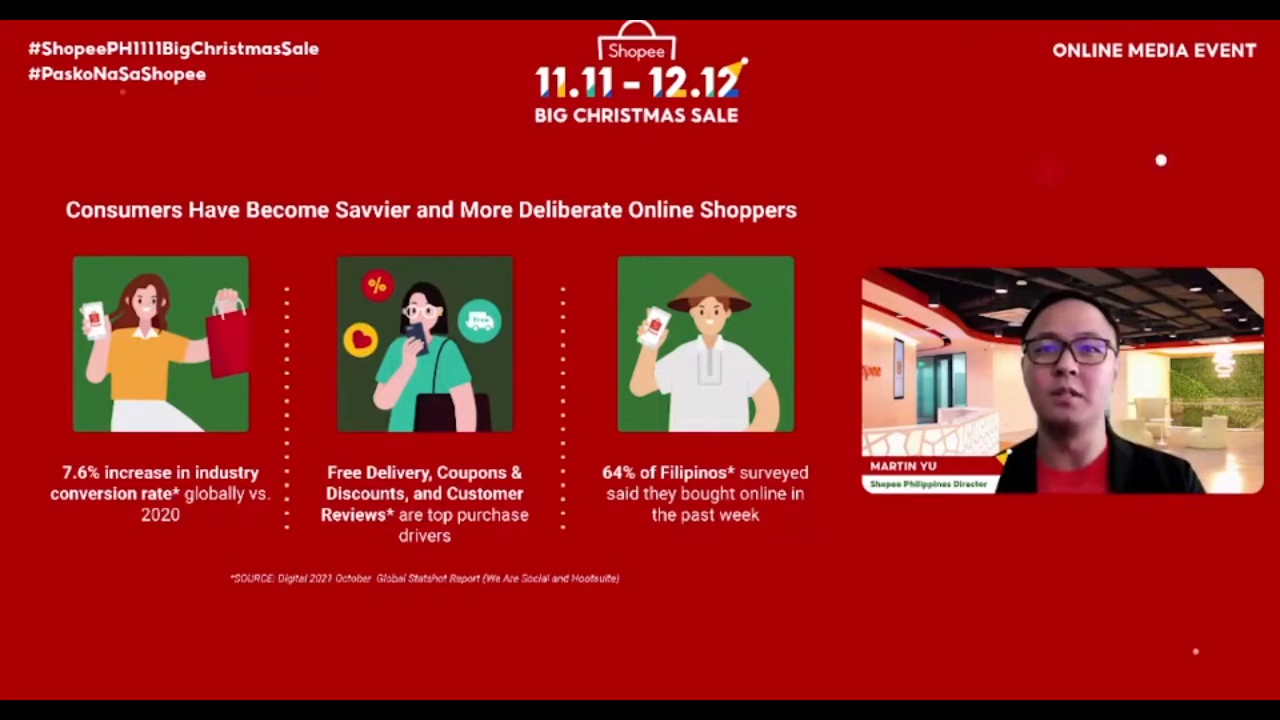 #ShopeePH1111BigChristmasSale
#PaskoNaSaShopee
Shopee
11.11 - 12.12
BIG CHRISTMAS SALE
ONLINE MEDIA EVENT
Consumers Have Become Savvier and More Deliberate Online Shoppers
%
free
7.6% increase in industry
conversion rate* globally vs.
2020
Free Delivery, Coupons &
Discounts, and Customer
Reviews* are top purchase
drivers
64% of Filipinos* surveyed
said they bought online in
the past week
*SOURCE: Digital 2021 October Global Statshot Report (We Are Social and Hootsuite)
MARTIN YU
Shopee Philippines Director